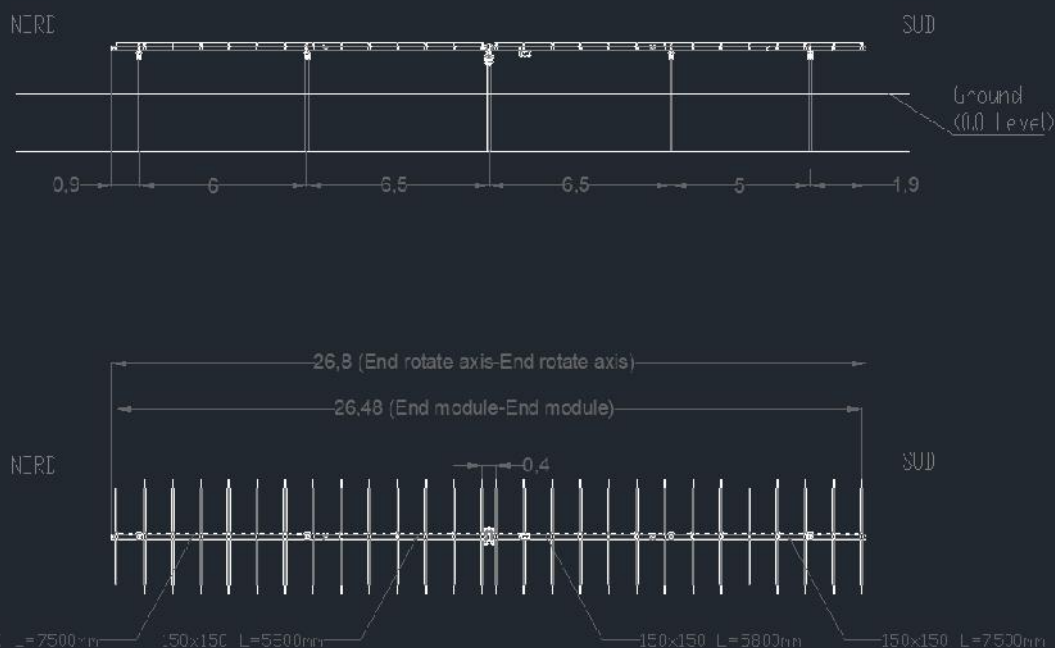 NORD
SUD
Ground
(0.0 Level)
0,9
6
6,5
6,5
5
1,9
26,8 (End rotate axis-End rotate axis)
26,48 (End module-End module)
NORD
SUD
0,4
L=7500mm
150x150 L=5800mm
150x150 L=5800mm
150x150 L=7500mm